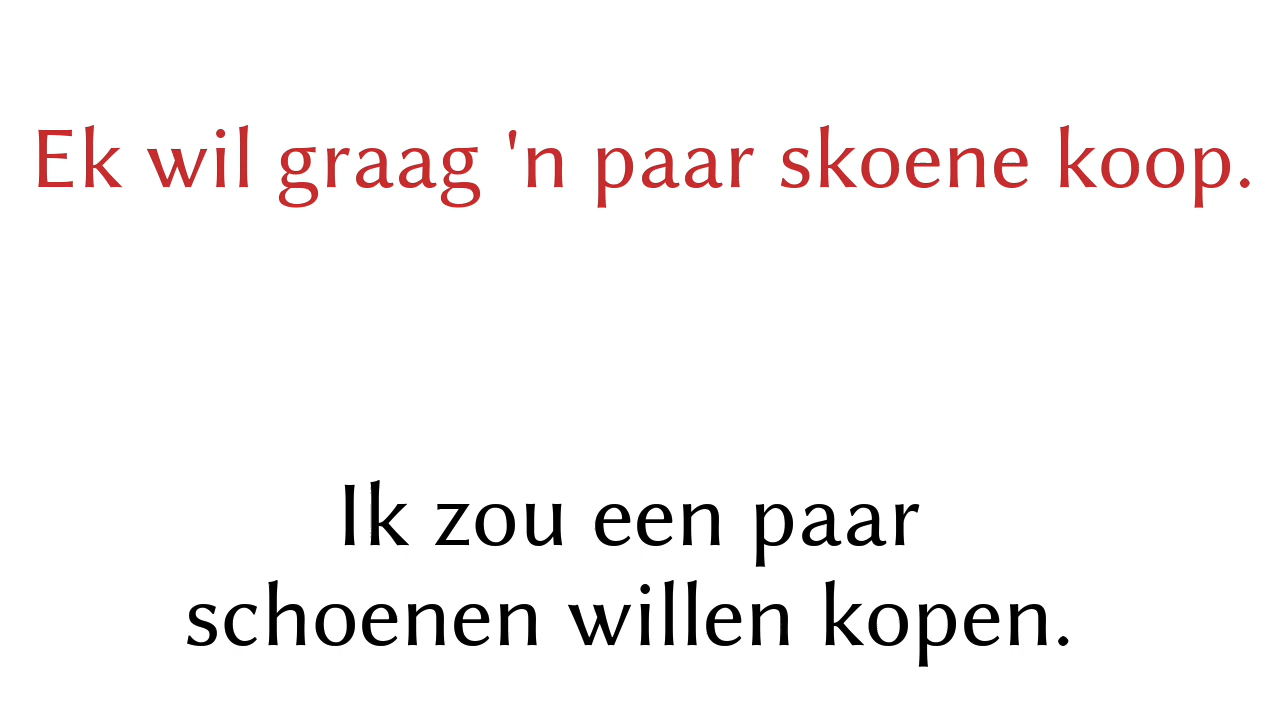 Ek wil graag 'n paar skoene koop.
Ik zou een paar
schoenen willen kopen.